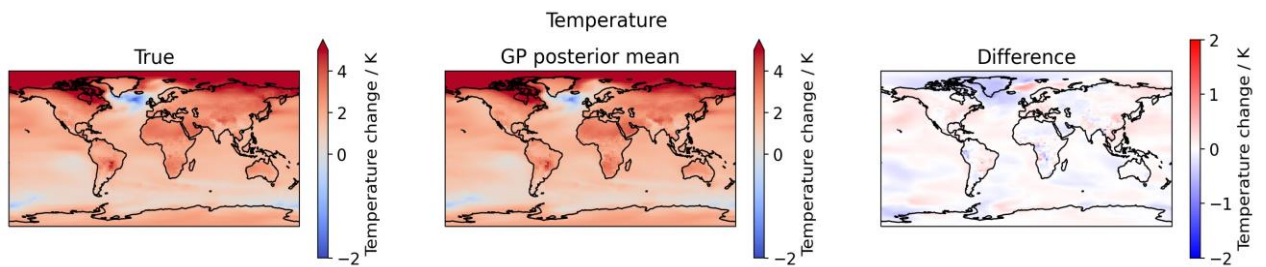 Temperature
True
GP posterior mean
Difference
4
2
0
−2
Temperature change / K
4
2
0
−2
Temperature change / K
2
1
0
−1
−2
Temperature change / K